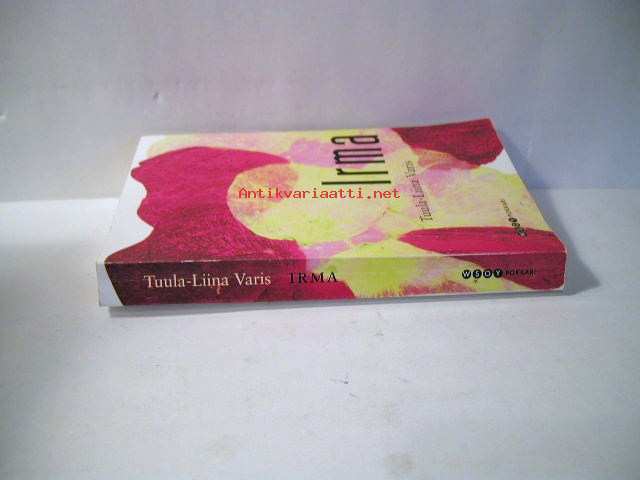 Irma
Tuula-Liina Varis
Antikvariaatti.net
Tuula-Liina Varis IRMA WSOY POKKARI